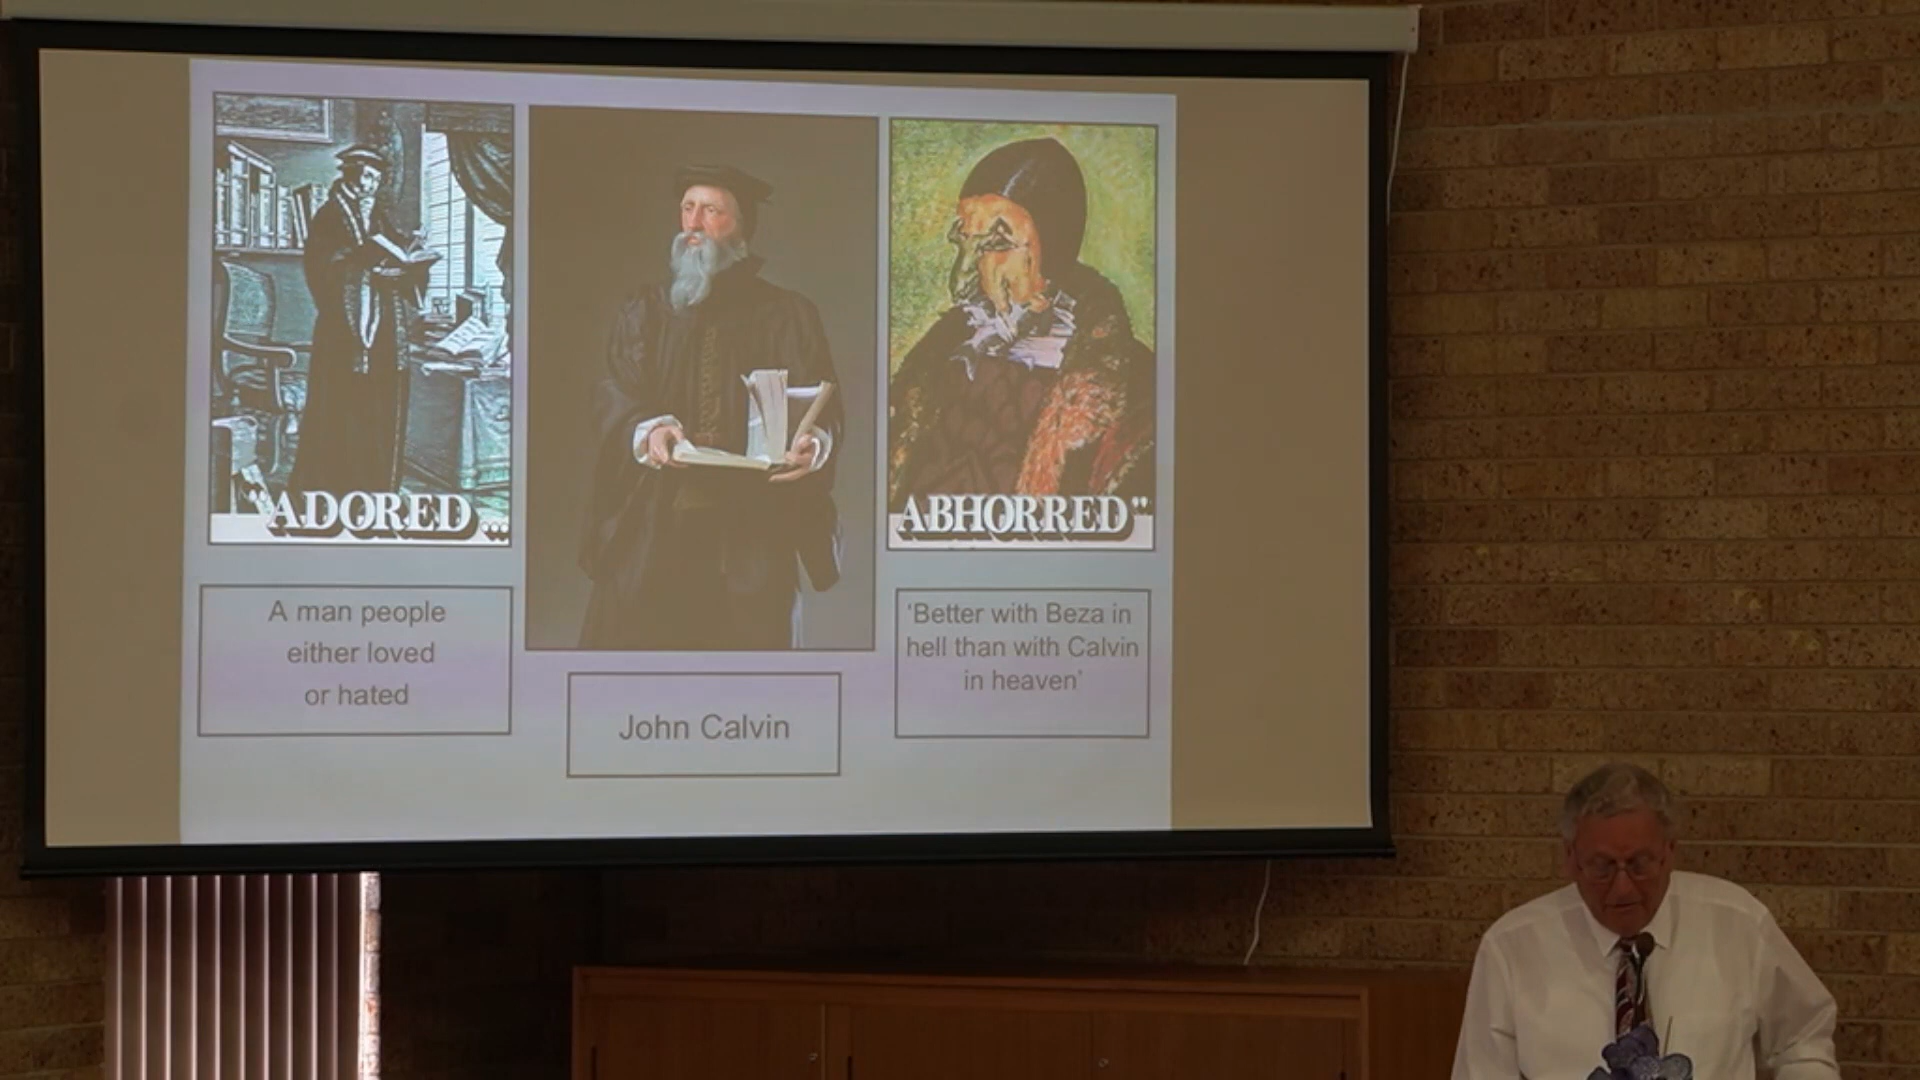 “ADORED...
ABHORRED”
A man people
either loved
or hated
John Calvin
‘Better with Beza in
hell than with Calvin
in heaven’